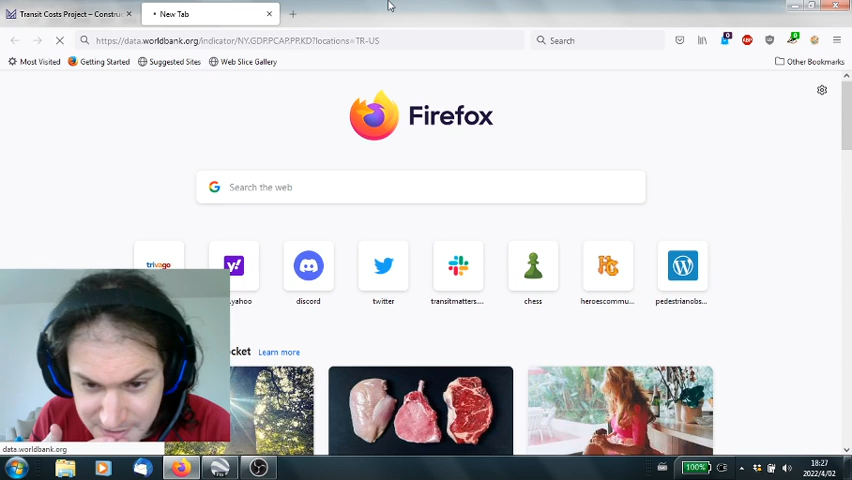 Transit Costs Project – Construc
New Tab
https://data.worldbank.org/indicator/NY.GDP.PCAP.PP.KD?locations=TR-US
Search
Most Visited
Getting Started
Suggested Sites
Web Slice Gallery
Other Bookmarks
Firefox
Search the web
trivago
yahoo
discord
twitter
transitmatters....
chess
heroescommu...
pedestrianobs...
ocket
Learn more
data.worldbank.org
100%
18:27
2022/4/02